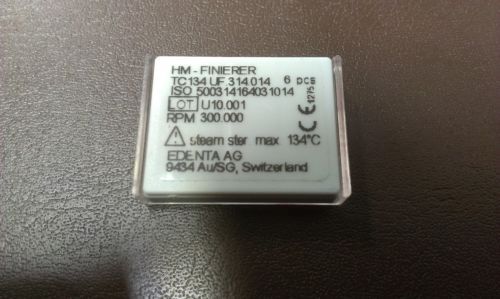 HM - FINIERER
TC134 UF.314.014 6 DCS
ISO 500314164031014
LOT U10.001
RPM 300.000
CE 1275
steam ster max 134°C
EDENTA AG
9434 Au/SG, Switzerland